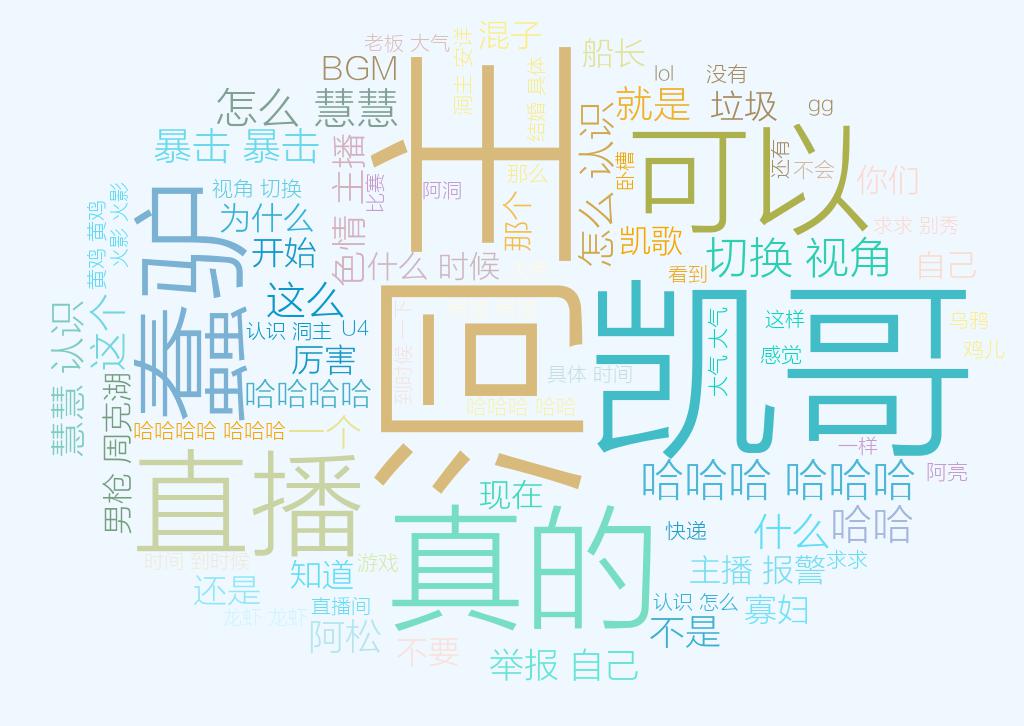 老板 大气
洞主 安详
混子
结婚 具体
船长
BGM
lol
没有
怎么 慧慧
就是
垃圾
gg
洞主
可以
怎么 认识
暴击 暴击
色情 主播
比赛
阿洞
那么
卧槽
还有
不会
你们
黄鸡 黄鸡
火影 火影
视角 切换
为什么
那个
凯歌
求求 别秀
蠢驴
开始
什么 时候
看到
切换 视角
自己
这么
凯哥
大气 大气
慧慧 认识
这个
认识 洞主
U4
到时候 一下
这样
乌鸦
厉害
具体 时间
感觉
鸡儿
男枪 周克湖
哈哈哈哈
哈哈哈 哈哈
哈哈哈哈 哈哈哈
一个
一样
直播
现在
哈哈哈 哈哈哈
阿亮
真的
快递
什么
哈哈
时间 到时候
游戏
还是
知道
主播 报警
求求
龙虾 龙虾
直播间
认识 怎么
寡妇
阿松
不要
不是
举报 自己